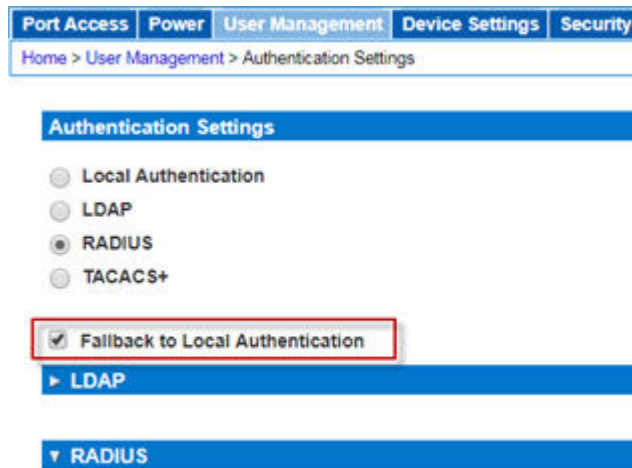 Port Access Power User Management Device Settings Security
Home > User Management > Authentication Settings
Authentication Settings
Local Authentication
LDAP
RADIUS
TACACS+
Fallback to Local Authentication
LDAP
RADIUS